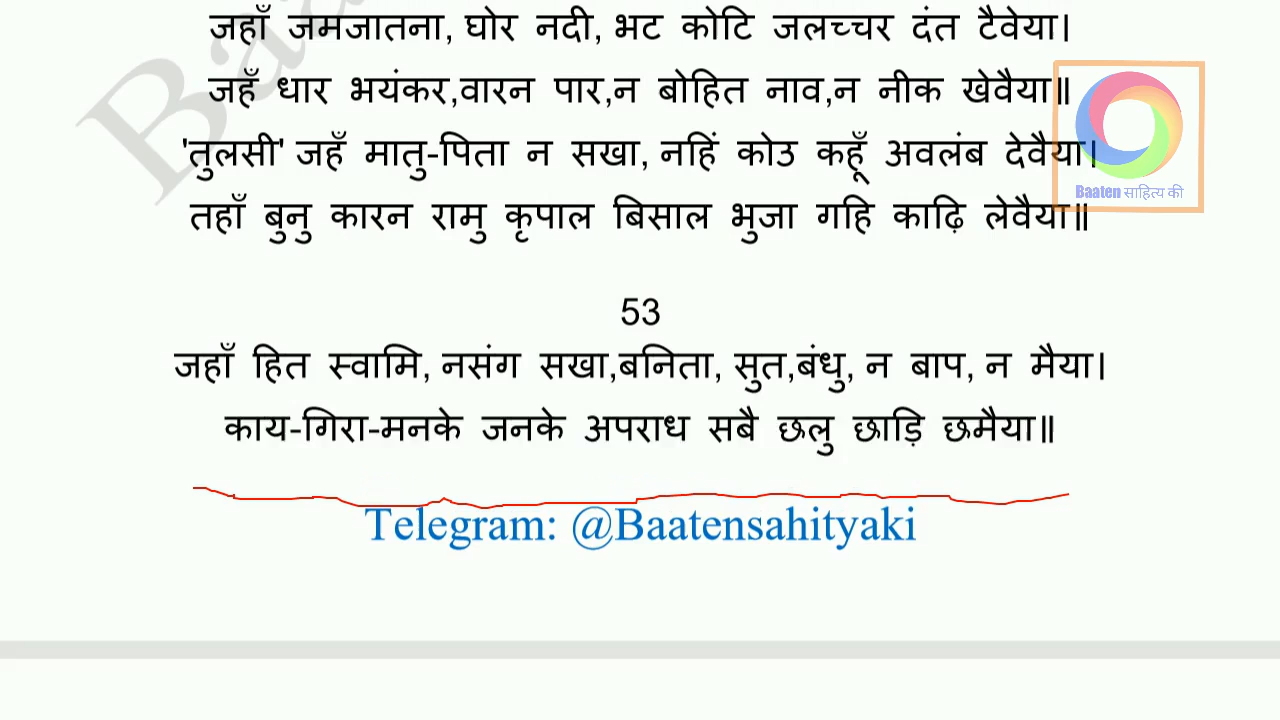 जहाँ जमजातना, घोर नदी, भट कोटि जलच्चर दंत टैवेया।
जहँ धार भयंकर,वारन पार,न बोहित नाव,न नीक खेवैया॥
'तुलसी' जहँ मातु-पिता न सखा, नहिं कोउ कहूँ अवलंब देवैया।
Baaten साहित्य की
तहाँ बुनु कारन रामु कृपाल बिसाल भुजा गहि काढ़ि लेवैया॥
53
जहाँ हित स्वामि, नसंग सखा,बनिता, सुत,बंधु, न बाप, न मैया।
काय-गिरा-मनके जनके अपराध सबै छलु छाड़ि छमैया॥
Telegram: @Baatensahityaki